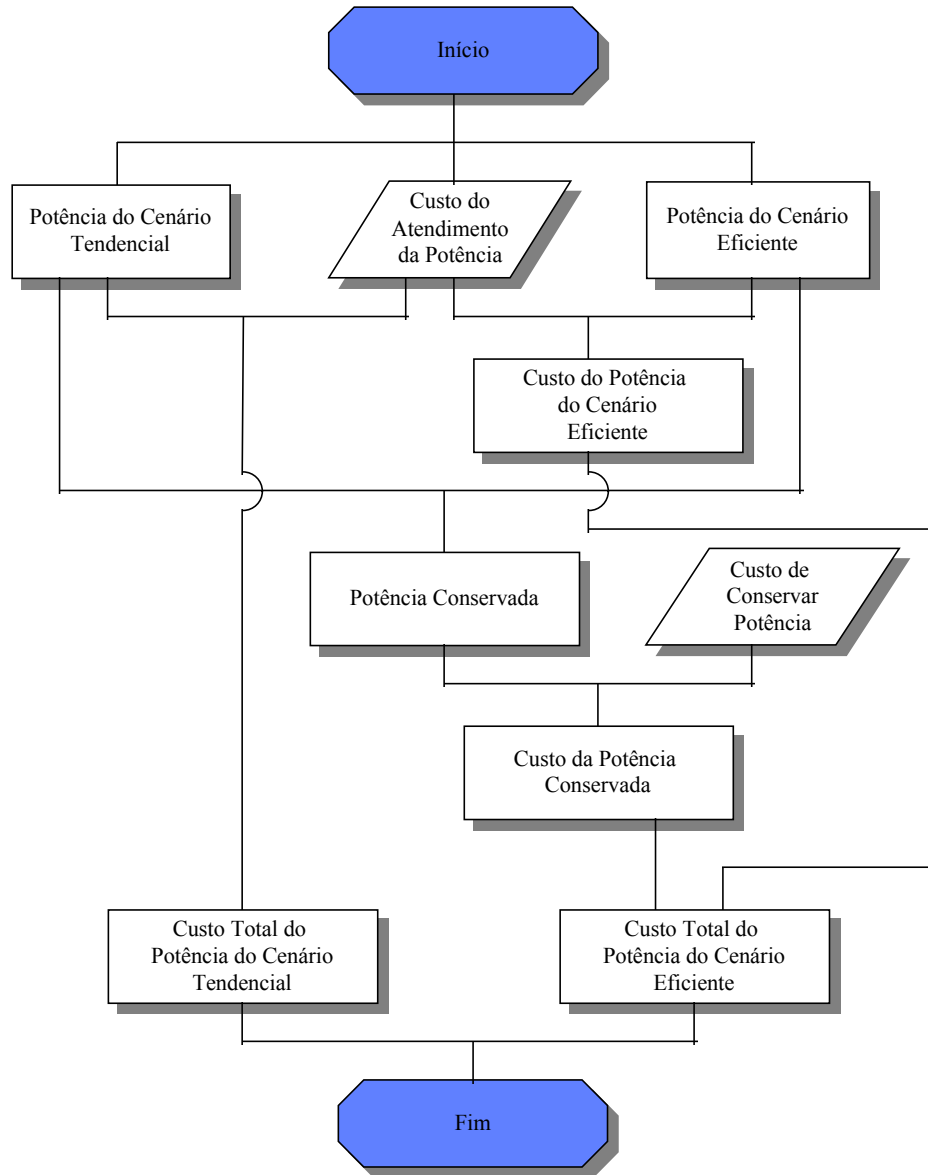 Início
Potência do Cenário
Tendencial
Custo do
Atendimento
da Potência
Potência do Cenário
Eficiente
Custo do Potência
do Cenário
Eficiente
Potência Conservada
Custo de
Conservar
Potência
Custo da Potência
Conservada
Custo Total do
Potência do Cenário
Tendencial
Custo Total do
Potência do Cenário
Eficiente
Fim